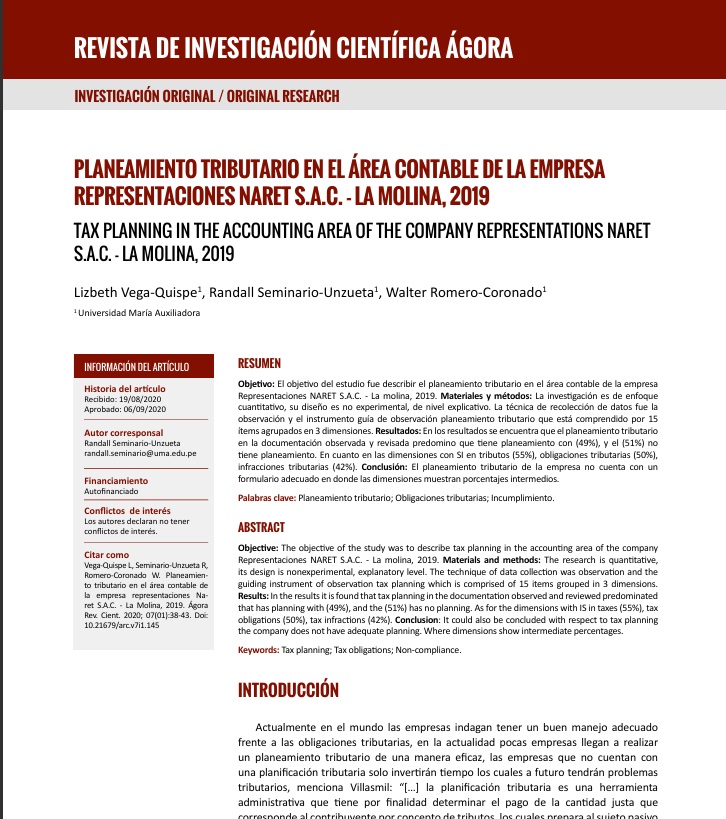 REVISTA DE INVESTIGACIÓN CIENTÍFICA ÁGORA
INVESTIGACIÓN ORIGINAL / ORIGINAL RESEARCH
PLANEAMIENTO TRIBUTARIO EN EL ÁREA CONTABLE DE LA EMPRESA
REPRESENTACIONES NARET S.A.C. - LA MOLINA, 2019
TAX PLANNING IN THE ACCOUNTING AREA OF THE COMPANY REPRESENTATIONS NARET
S.A.C. - LA MOLINA, 2019
Lizbeth Vega-Quispe¹, Randall Seminario-Unzueta¹, Walter Romero-Coronado¹
¹ Universidad María Auxiliadora
INFORMACIÓN DEL ARTÍCULO
Historia del artículo
Recibido: 19/08/2020
Aprobado: 06/09/2020
Autor corresponsal
Randall Seminario-Unzueta
randall.seminario@uma.edu.pe
Financiamiento
Autofinanciado
Conflictos de interés
Los autores declaran no tener
conflictos de interés.
Citar como
Vega-Quispe L, Seminario-Unzueta R,
Romero-Coronado W. Planeamien-
to tributario en el área contable de
la empresa representaciones Na-
ret S.A.C. - La Molina, 2019. Ágora
Rev. Cient. 2020; 07(01):38-43. Doi:
10.21679/arc.v7i1.145
RESUMEN
Objetivo: El objetivo del estudio fue describir el planeamiento tributario en el área contable de la empresa
Representaciones NARET S.A.C. - La molina, 2019. Materiales y métodos: La investigación es de enfoque
cuantitativo, su diseño es no experimental, de nivel explicativo. La técnica de recolección de datos fue la
observación y el instrumento guía de observación planeamiento tributario que está comprendido por 15
ítems agrupados en 3 dimensiones. Resultados: En los resultados se encuentra que el planeamiento tributario
en la documentación observada y revisada predomino que tiene planeamiento con (49%), y el (51%) no
tiene planeamiento. En cuanto en las dimensiones con SI en tributos (55%), obligaciones tributarias (50%),
infracciones tributarias (42%). Conclusión: El planeamiento tributario de la empresa no cuenta con un
formulario adecuado en donde las dimensiones muestran porcentajes intermedios.
Palabras clave: Planeamiento tributario; Obligaciones tributarias; Incumplimiento.
ABSTRACT
Objective: The objective of the study was to describe tax planning in the accounting area of the company
Representaciones NARET S.A.C. - La molina, 2019. Materials and methods: The research is quantitative,
its design is nonexperimental, explanatory level. The technique of data collection was observation and the
guiding instrument of observation tax planning which is comprised of 15 items grouped in 3 dimensions.
Results: In the results it is found that tax planning in the documentation observed and reviewed predominated
that has planning with (49%), and the (51%) has no planning. As for the dimensions with IS in taxes (55%), tax
obligations (50%), tax infractions (42%). Conclusion: It could also be concluded with respect to tax planning
the company does not have adequate planning. Where dimensions show intermediate percentages.
Keywords: Tax planning; Tax obligations; Non-compliance.
INTRODUCCIÓN
Actualmente en el mundo las empresas indagan tener un buen manejo adecuado
frente a las obligaciones tributarias, en la actualidad pocas empresas llegan a realizar
un planeamiento tributario de una manera eficaz, las empresas que no cuentan con
una planificación tributaria solo invertirán tiempo los cuales a futuro tendrán problemas
tributarios, menciona Villasmil: “[…] la planificación tributaria es una herramienta
administrativa que tiene por finalidad determinar el pago de la cantidad justa que
corresponde al contribuyente por concepto de tributos, los cuales prepara al sujeto pasivo